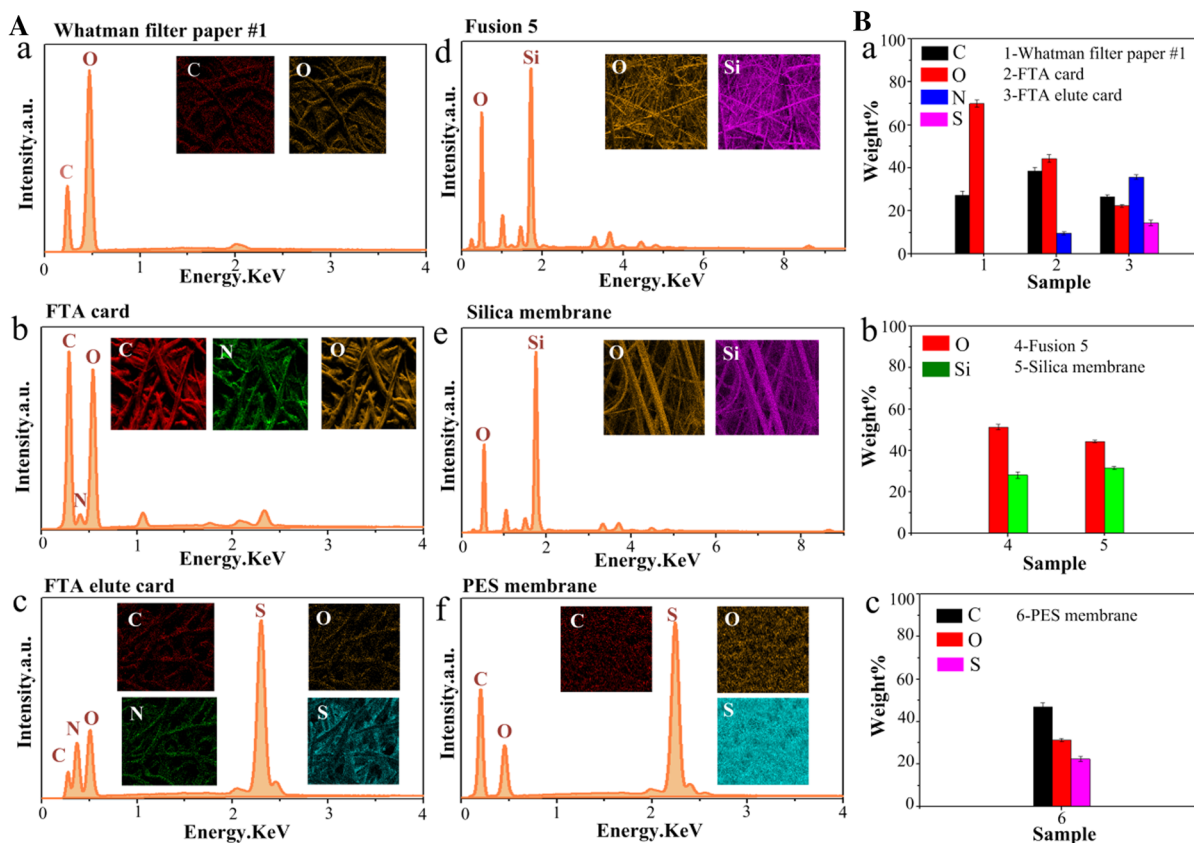 A
Whatman filter paper #1
a
O
C
C
O
Intensity.a.u.
0
1
2
3
4
Energy.KeV
Fusion 5
d
Si
O
O
Si
Intensity.a.u.
0
2
4
6
8
Energy.KeV
FTA card
b
C
O
N
C
N
O
Intensity.a.u.
0
1
2
3
4
Energy.KeV
Silica membrane
e
Si
O
O
Si
Intensity.a.u.
0
2
4
6
8
Energy.KeV
FTA elute card
c
C
N
O
S
C
O
N
S
Intensity.a.u.
0
1
2
3
4
Energy.KeV
PES membrane
f
C
O
S
C
O
S
Intensity.a.u.
0
1
2
3
4
Energy.KeV
B
a
100
80
60
40
20
0
Weight%
C
O
N
S
1-Whatman filter paper #1
2-FTA card
3-FTA elute card
1
2
3
Sample
b
100
80
60
40
20
0
Weight%
O
Si
4-Fusion 5
5-Silica membrane
4
5
Sample
c
100
80
60
40
20
0
Weight%
C
O
S
6-PES membrane
6
Sample